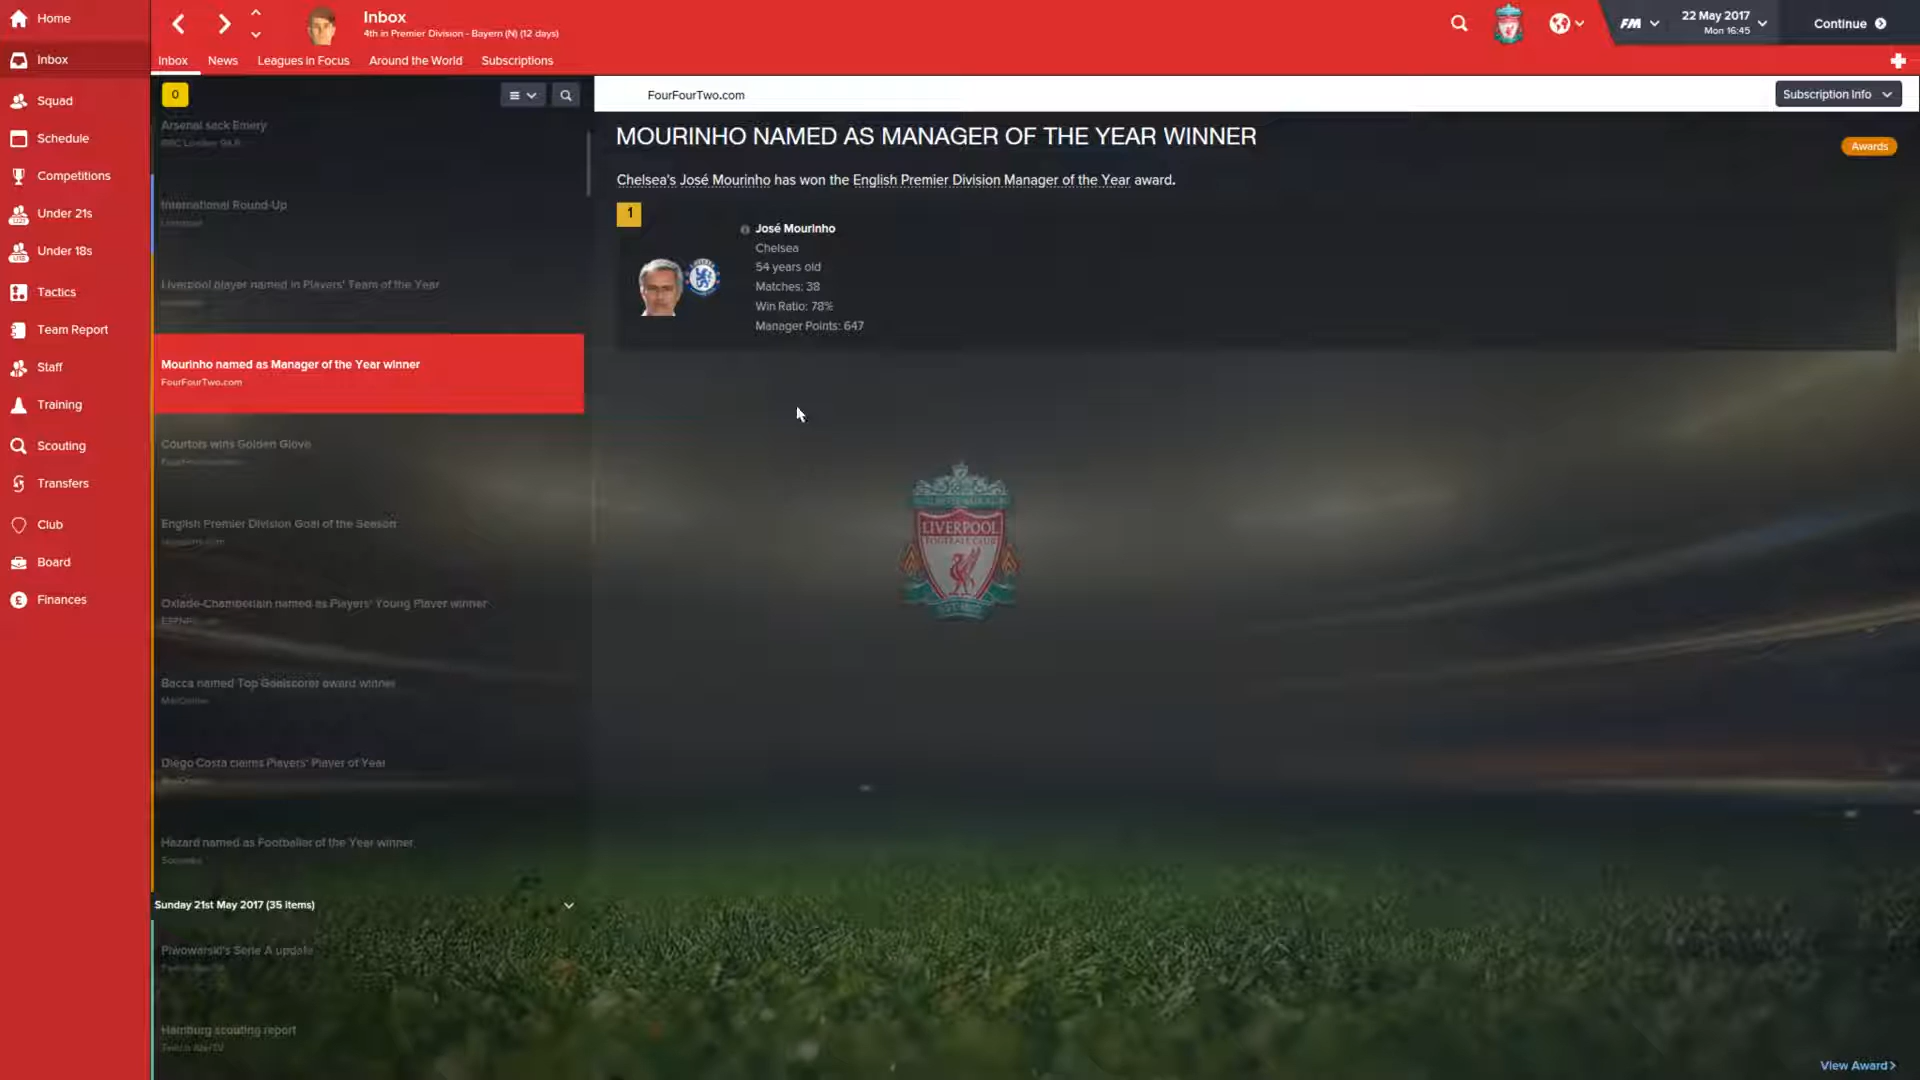 Home
Inbox
Squad
Schedule
Competitions
Under 21s
Under 18s
Tactics
Team Report
Staff
Training
Scouting
Transfers
Club
Board
Finances
Inbox
4th in Premier Division - Bayern (N) (12 days)
FM
22 May 2017
Mon 16:45
Continue
Inbox
News
Leagues in Focus
Around the World
Subscriptions
0
Arsenal sack Emery
International Round-Up
Liverpool player named in Players' Team of the Year
Mourinho named as Manager of the Year winner
FourFourTwo.com
Courtois wins Golden Glove
English Premier Division Goal of the Season
Oxlade-Chamberlain named as Players' Young Player winner
Bacca named Top Goalscorer award winner
Diego Costa claims Players' Player of Year
Hazard named as Footballer of the Year winner
Sunday 21st May 2017 (35 items)
Piwowarski's Serie A update
Hamburg scouting report
FourFourTwo.com
Subscription Info
MOURINHO NAMED AS MANAGER OF THE YEAR WINNER
Awards
Chelsea's José Mourinho has won the English Premier Division Manager of the Year award.
1
José Mourinho
Chelsea
54 years old
Matches: 38
Win Ratio: 78%
Manager Points: 647
LIVERPOOL
FOOTBALL CLUB
View Award >